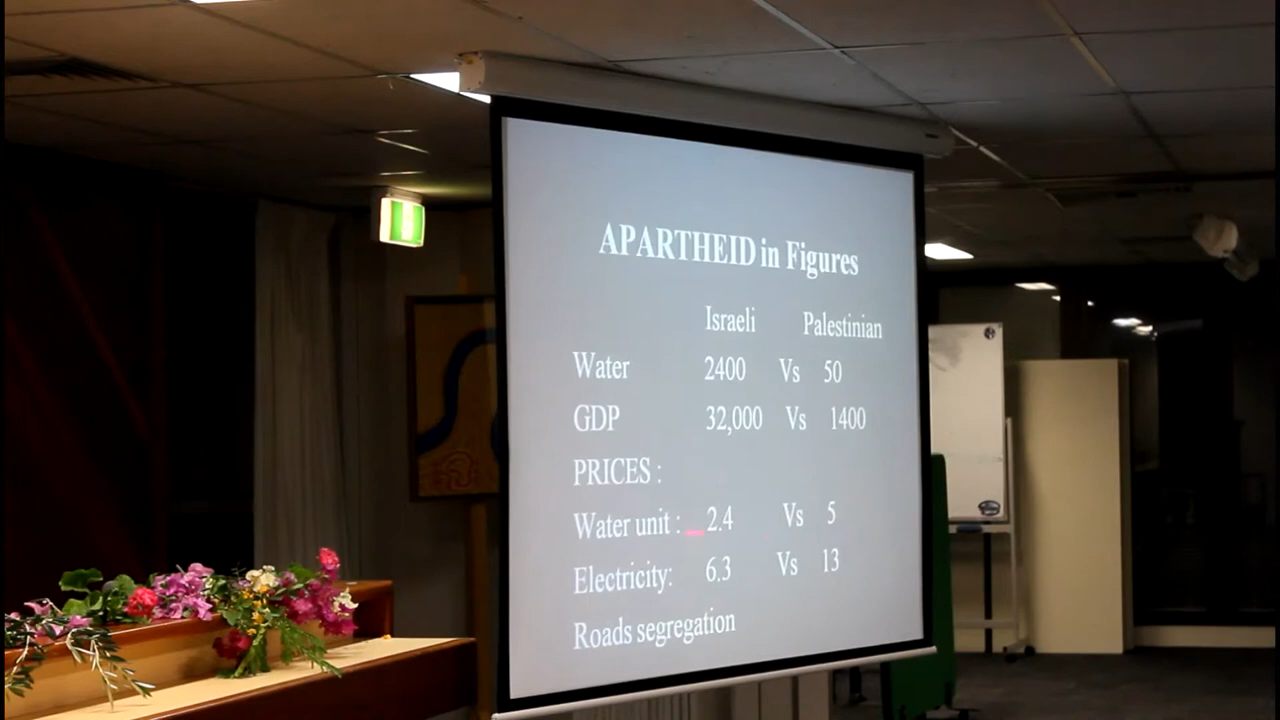 APARTHEID in Figures
Israeli Palestinian
Water 2400 Vs 50
GDP 32,000 Vs 1400
PRICES :
Water unit : 2.4 Vs 5
Electricity: 6.3 Vs 13
Roads segregation